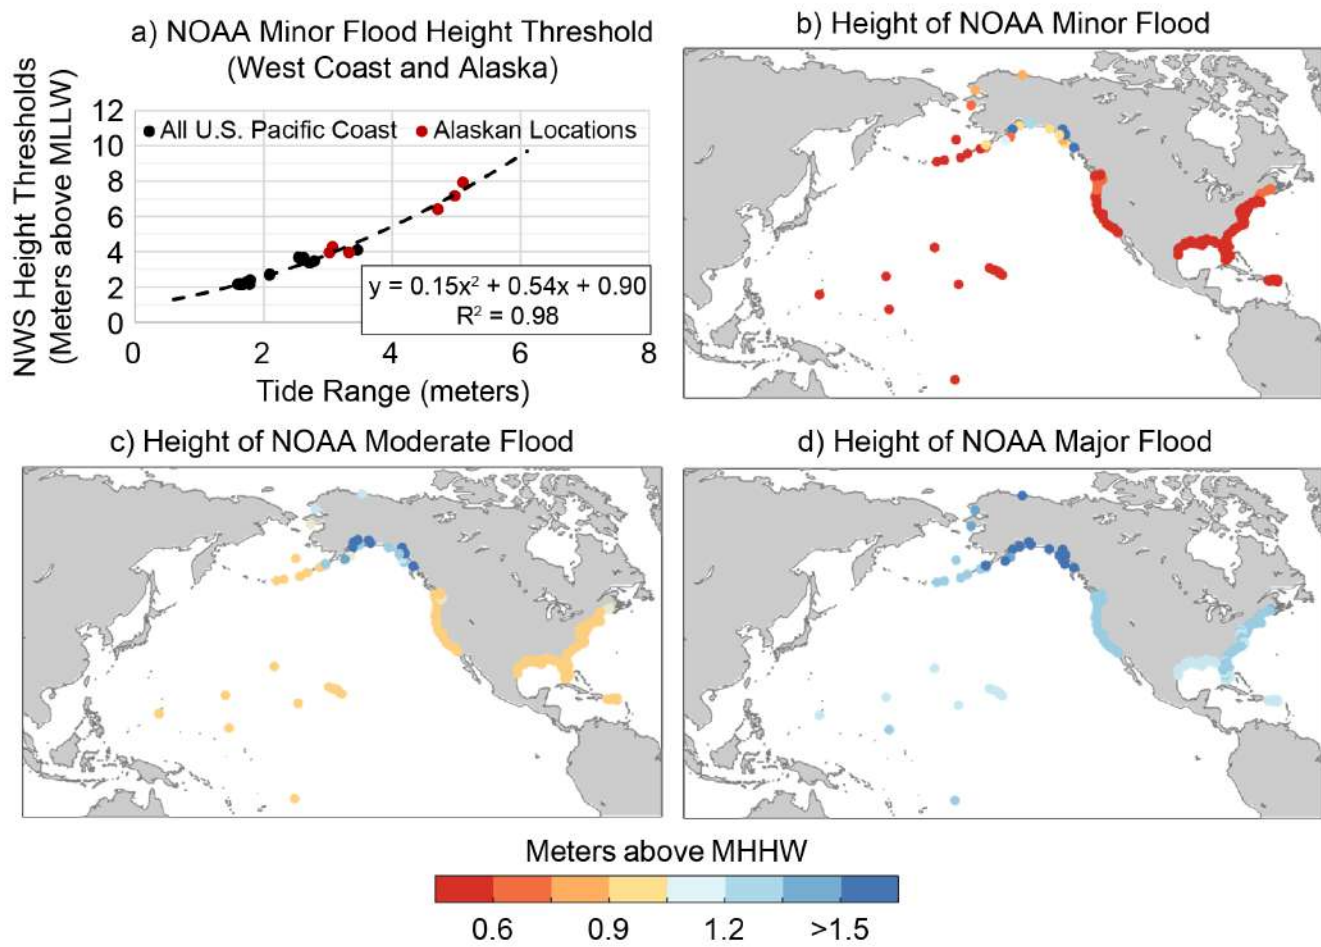 a) NOAA Minor Flood Height Threshold
(West Coast and Alaska)
NWS Height Thresholds
(Meters above MLLW)
12
10
8
6
4
2
0
All U.S. Pacific Coast
Alaskan Locations
y = 0.15x² + 0.54x + 0.90
R² = 0.98
0 2 4 6 8
Tide Range (meters)
b) Height of NOAA Minor Flood
c) Height of NOAA Moderate Flood
d) Height of NOAA Major Flood
Meters above MHHW
0.6 0.9 1.2 >1.5